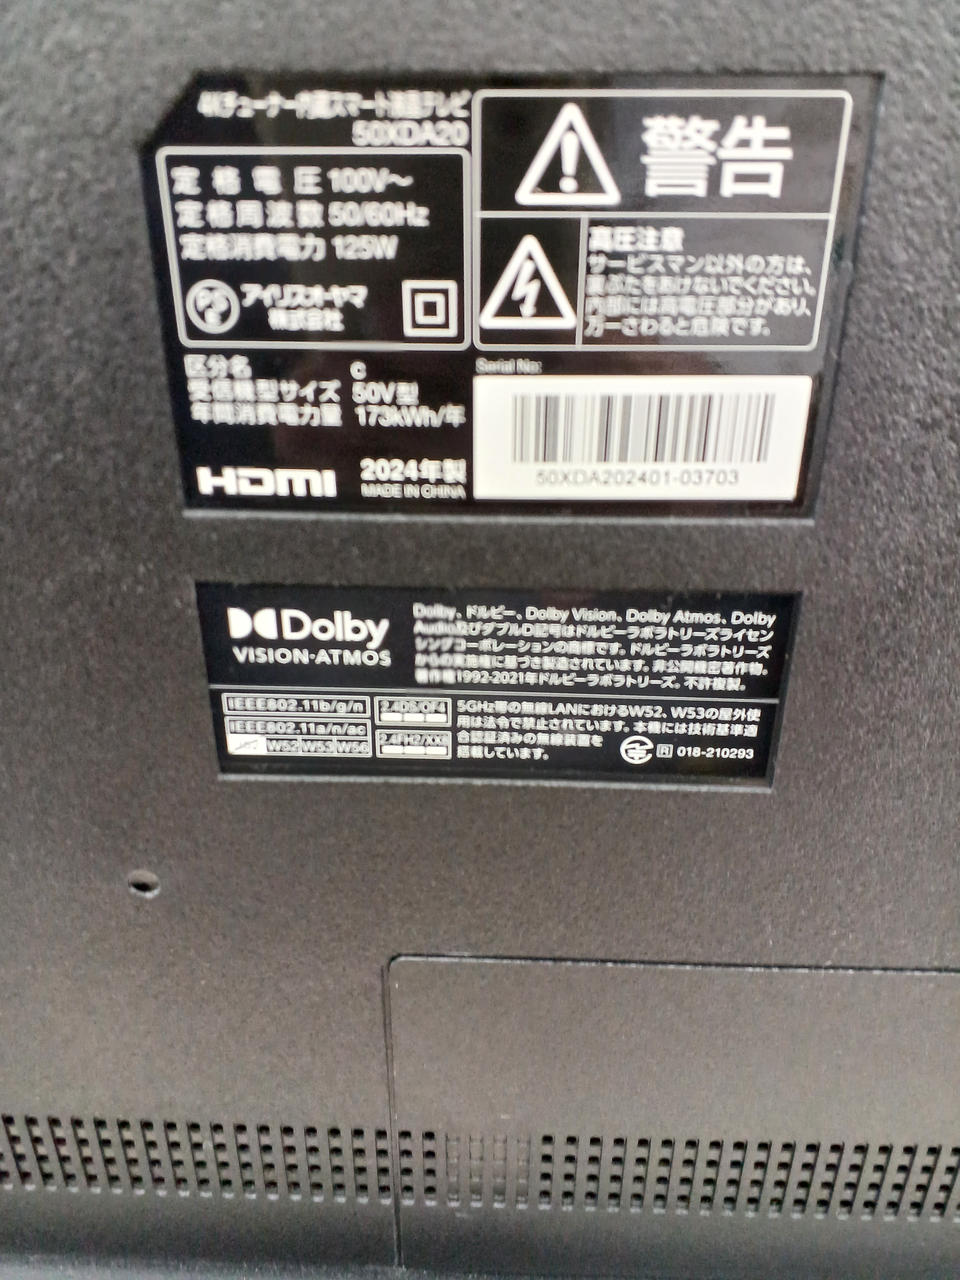 4Kチューナー内蔵スマート液晶テレビ
50XDA20
定格電圧 100V～
定格周波数 50/60Hz
定格消費電力 125W
PSE
アイリスオーヤマ
株式会社
区分名 c
受信機型サイズ 50V型
年間消費電力量 173kWh/年
HDMI
2024年製
MADE IN CHINA
警告
高圧注意
サービスマン以外の方は、
裏ぶたをあけないでください。
内部には高電圧部分があり、
万一さわると危険です。
Serial No:
50XDA202401-03703
Dolby
VISION·ATMOS
Dolby、ドルビー、Dolby Vision、Dolby Atmos、Dolby
Audio及びダブルD記号はドルビーラボラトリーズライセン
シングコーポレーションの商標です。ドルビーラボラトリーズ
からの実施権に基づき製造されています。非公開機密著作物。
著作権1992-2021年ドルビーラボラトリーズ。不許複製。
IEEE802.11b/g/n
IEEE802.11a/n/ac
J52 W52 W53 W56
2.4DS/OF4
2.4FH2/XX8
5GHz帯の無線LANにおけるW52、W53の屋外使
用は法令で禁止されています。本機には技術基準適
合認証済みの無線装置を
搭載しています。
R 018-210293